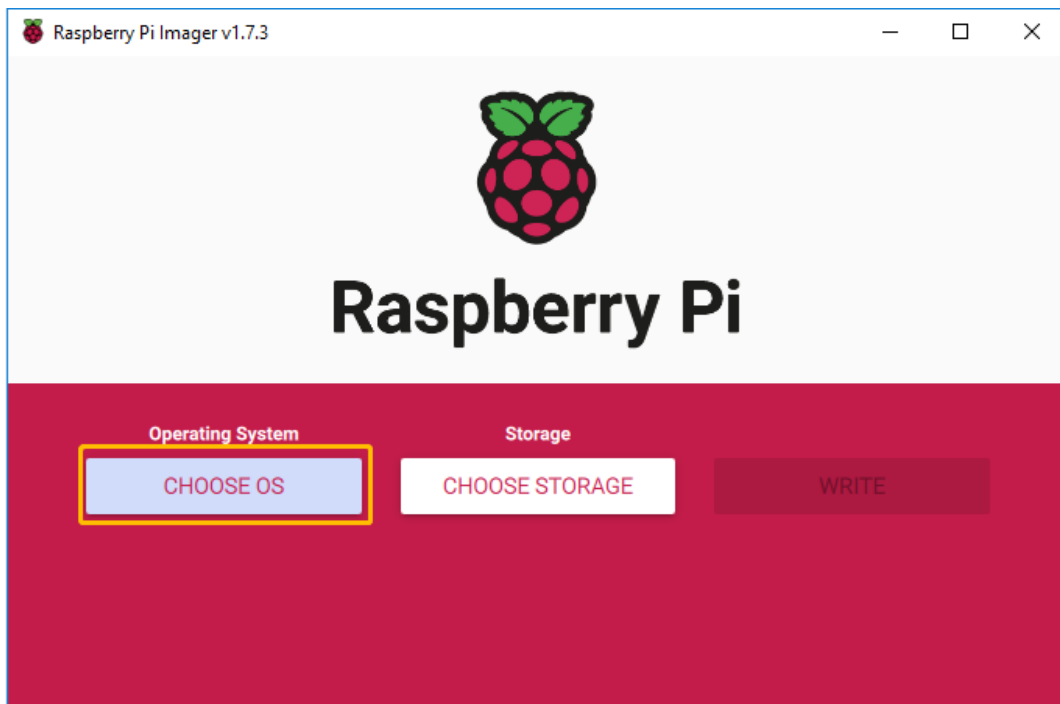 Raspberry Pi Imager v1.7.3
Raspberry Pi
Operating System
Storage
CHOOSE OS
CHOOSE STORAGE
WRITE